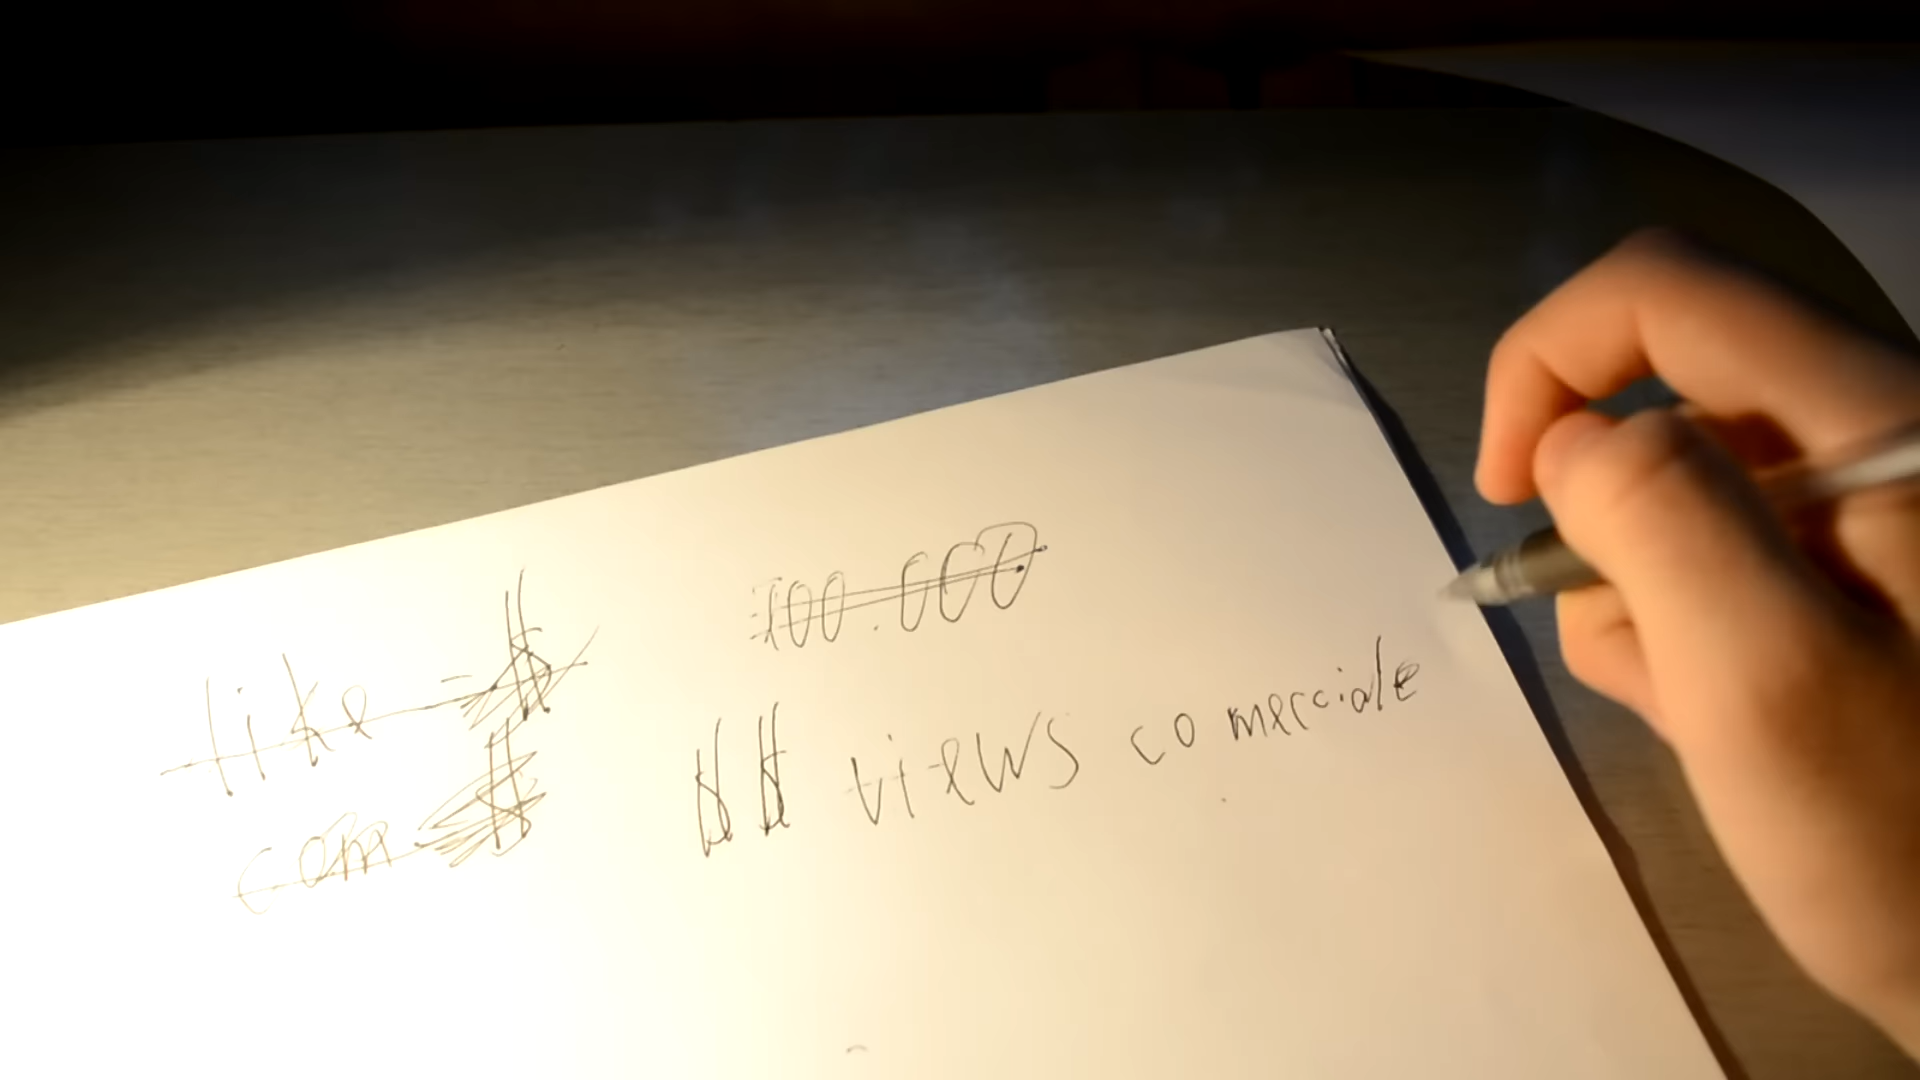 like = $
100.000
com = $
$$ views comerciale